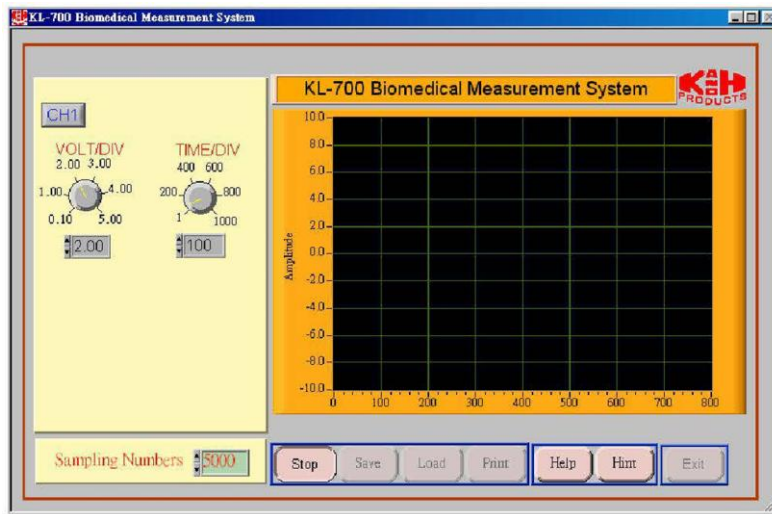 KL-700 Biomedical Measurement System
KL-700 Biomedical Measurement System
K AND H
PRODUCTS
CH1
VOLT/DIV
TIME/DIV
2.00 3.00
1.00 4.00
0.10 5.00
2.00
400 600
200 800
1 1000
100
Amplitude
10.0
8.0
6.0
4.0
2.0
0.0
-2.0
-4.0
-6.0
-8.0
-10.0
0 100 200 300 400 500 600 700 800
Sampling Numbers 5000
Stop Save Load Print Help Hint Exit